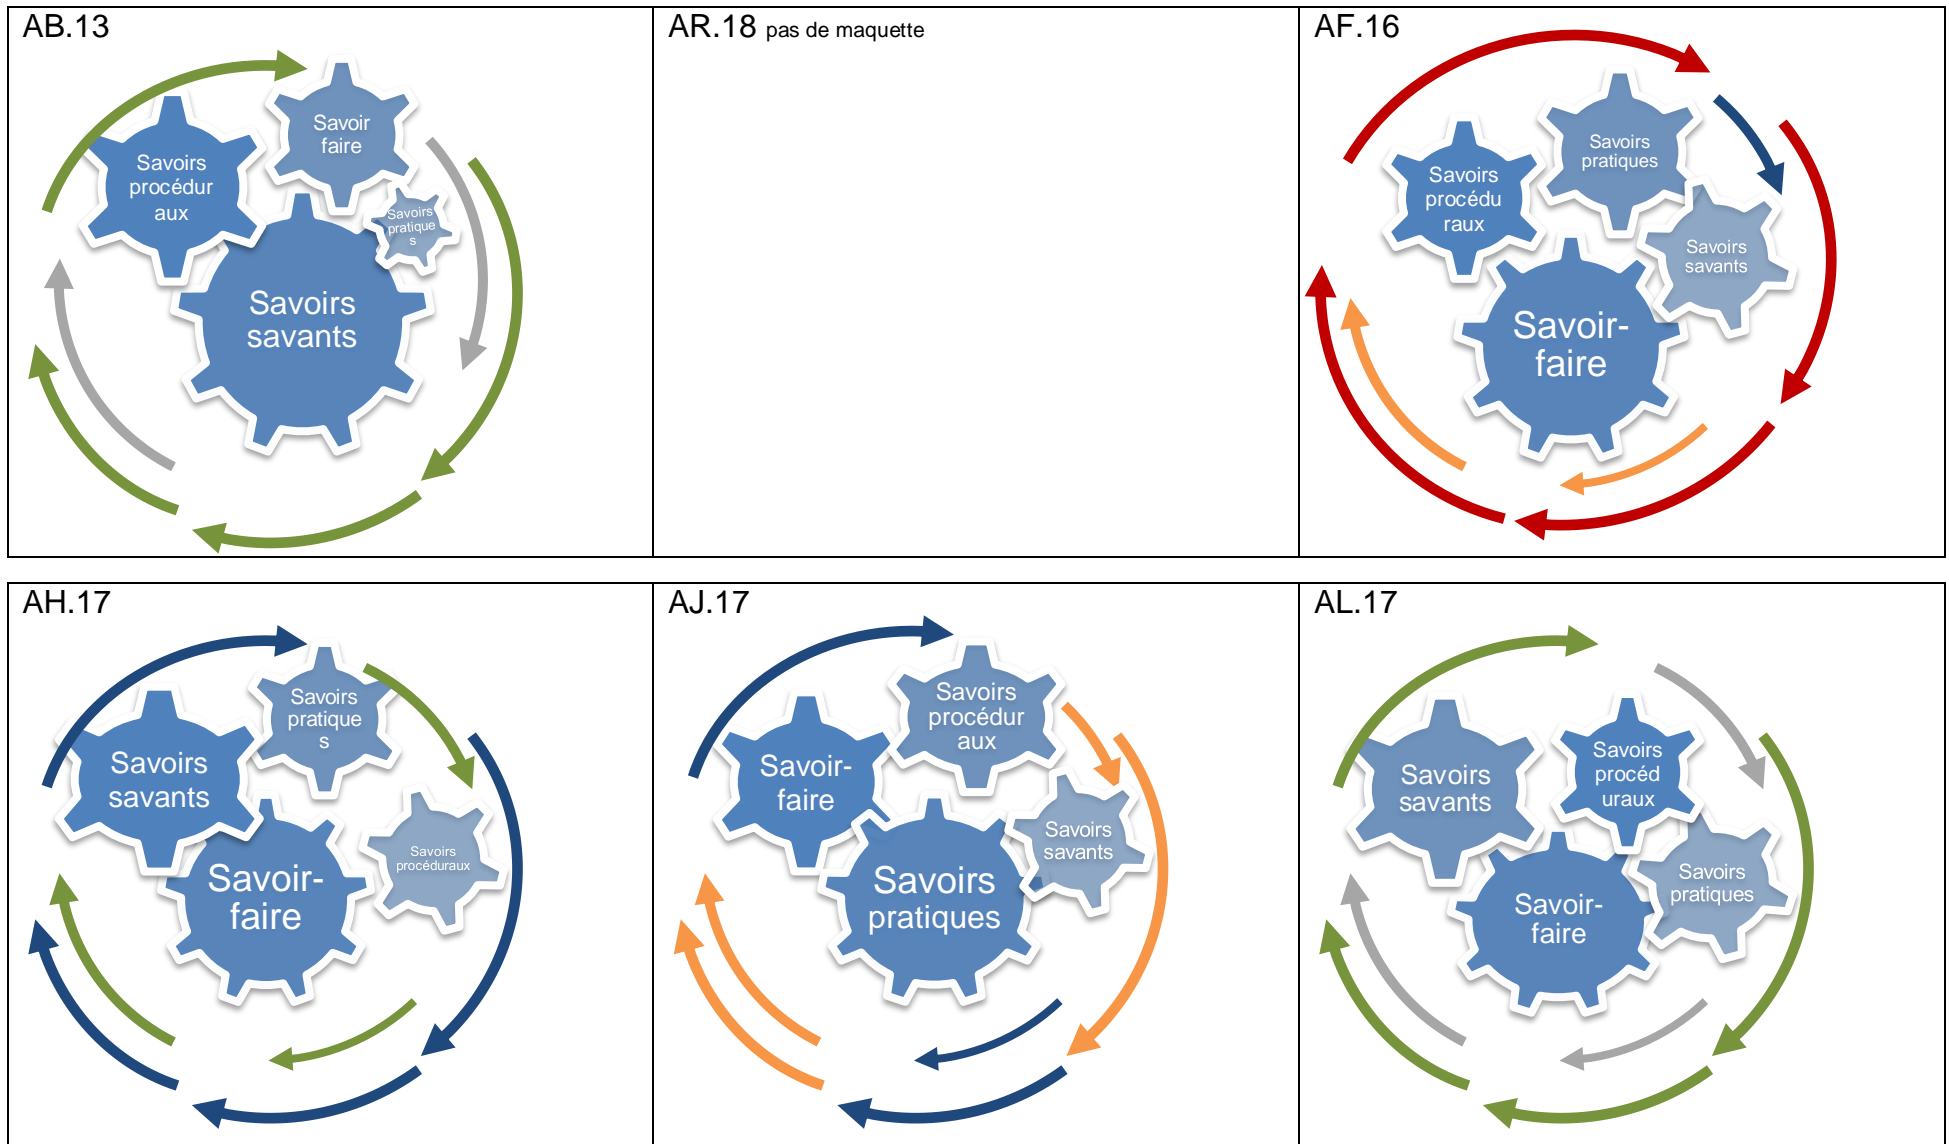 AB.13
Savoir
faire
Savoirs
procédur
aux
Savoirs
pratique
s
Savoirs
savants
AR.18 pas de maquette
AF.16
Savoirs
pratiques
Savoirs
procédu
raux
Savoirs
savants
Savoir-
faire
AH.17
Savoirs
pratique
s
Savoirs
savants
Savoirs
procéduraux
Savoir-
faire
AJ.17
Savoirs
procédur
aux
Savoir-
faire
Savoirs
savants
Savoirs
pratiques
AL.17
Savoirs
savants
Savoirs
procéd
uraux
Savoirs
pratiques
Savoir-
faire